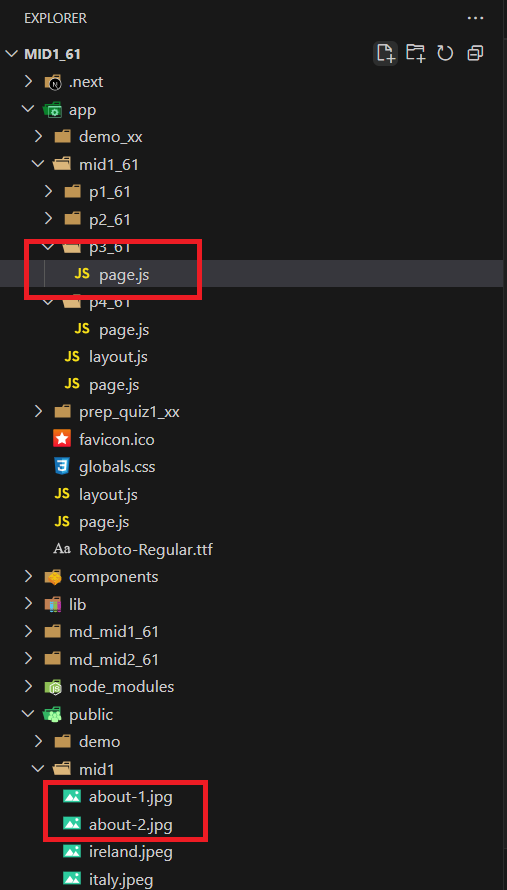 EXPLORER
MID1_61
.next
app
demo_xx
mid1_61
p1_61
p2_61
p3_61
JS page.js
p4_61
JS page.js
JS layout.js
JS page.js
prep_quiz1_xx
favicon.ico
globals.css
JS layout.js
JS page.js
Aa Roboto-Regular.ttf
components
lib
md_mid1_61
md_mid2_61
node_modules
public
demo
mid1
about-1.jpg
about-2.jpg
ireland.jpeg
italy.jpeg